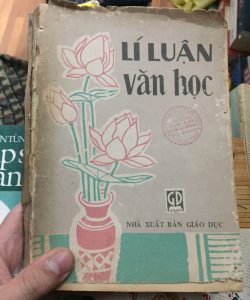 LÍ LUẬN
văn học
GD
NHÀ XUẤT BẢN GIÁO DỤC